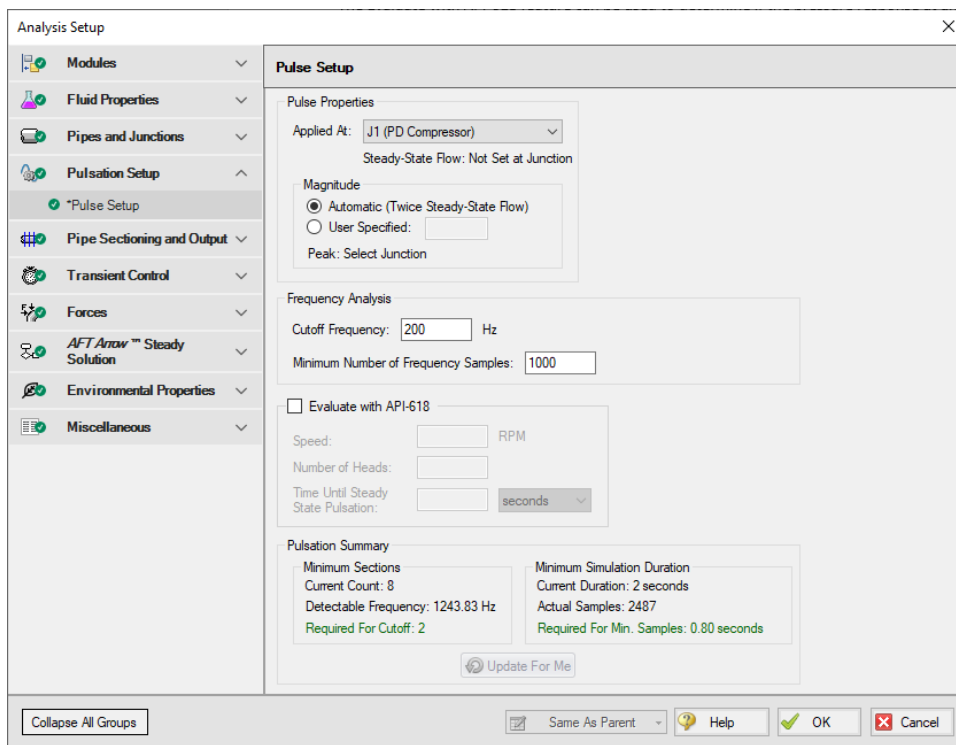 Analysis Setup
Modules
Fluid Properties
Pipes and Junctions
Pulsation Setup
*Pulse Setup
Pipe Sectioning and Output
Transient Control
Forces
AFT Arrow ™ Steady
Solution
Environmental Properties
Miscellaneous
Collapse All Groups
Pulse Setup
Pulse Properties
Applied At: J1 (PD Compressor)
Steady-State Flow: Not Set at Junction
Magnitude
Automatic (Twice Steady-State Flow)
User Specified:
Peak: Select Junction
Frequency Analysis
Cutoff Frequency: 200 Hz
Minimum Number of Frequency Samples: 1000
Evaluate with API-618
Speed: RPM
Number of Heads:
Time Until Steady
State Pulsation: seconds
Pulsation Summary
Minimum Sections
Current Count: 8
Detectable Frequency: 1243.83 Hz
Required For Cutoff: 2
Minimum Simulation Duration
Current Duration: 2 seconds
Actual Samples: 2487
Required For Min. Samples: 0.80 seconds
Update For Me
Same As Parent
Help
OK
Cancel